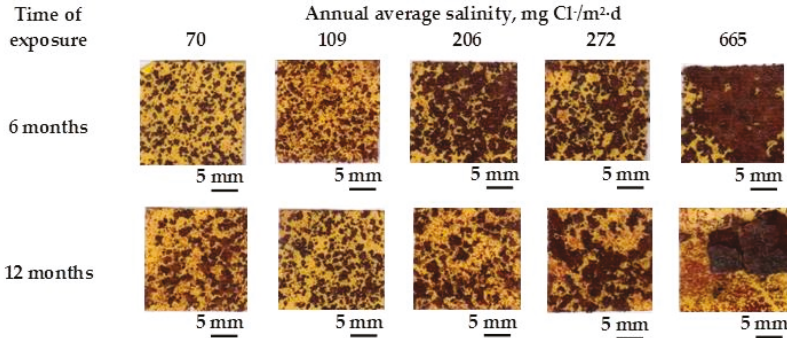 Time of exposure
Annual average salinity, mg Cl-/m²·d
70 109 206 272 665
6 months
5 mm 5 mm 5 mm 5 mm 5 mm
12 months
5 mm 5 mm 5 mm 5 mm 5 mm